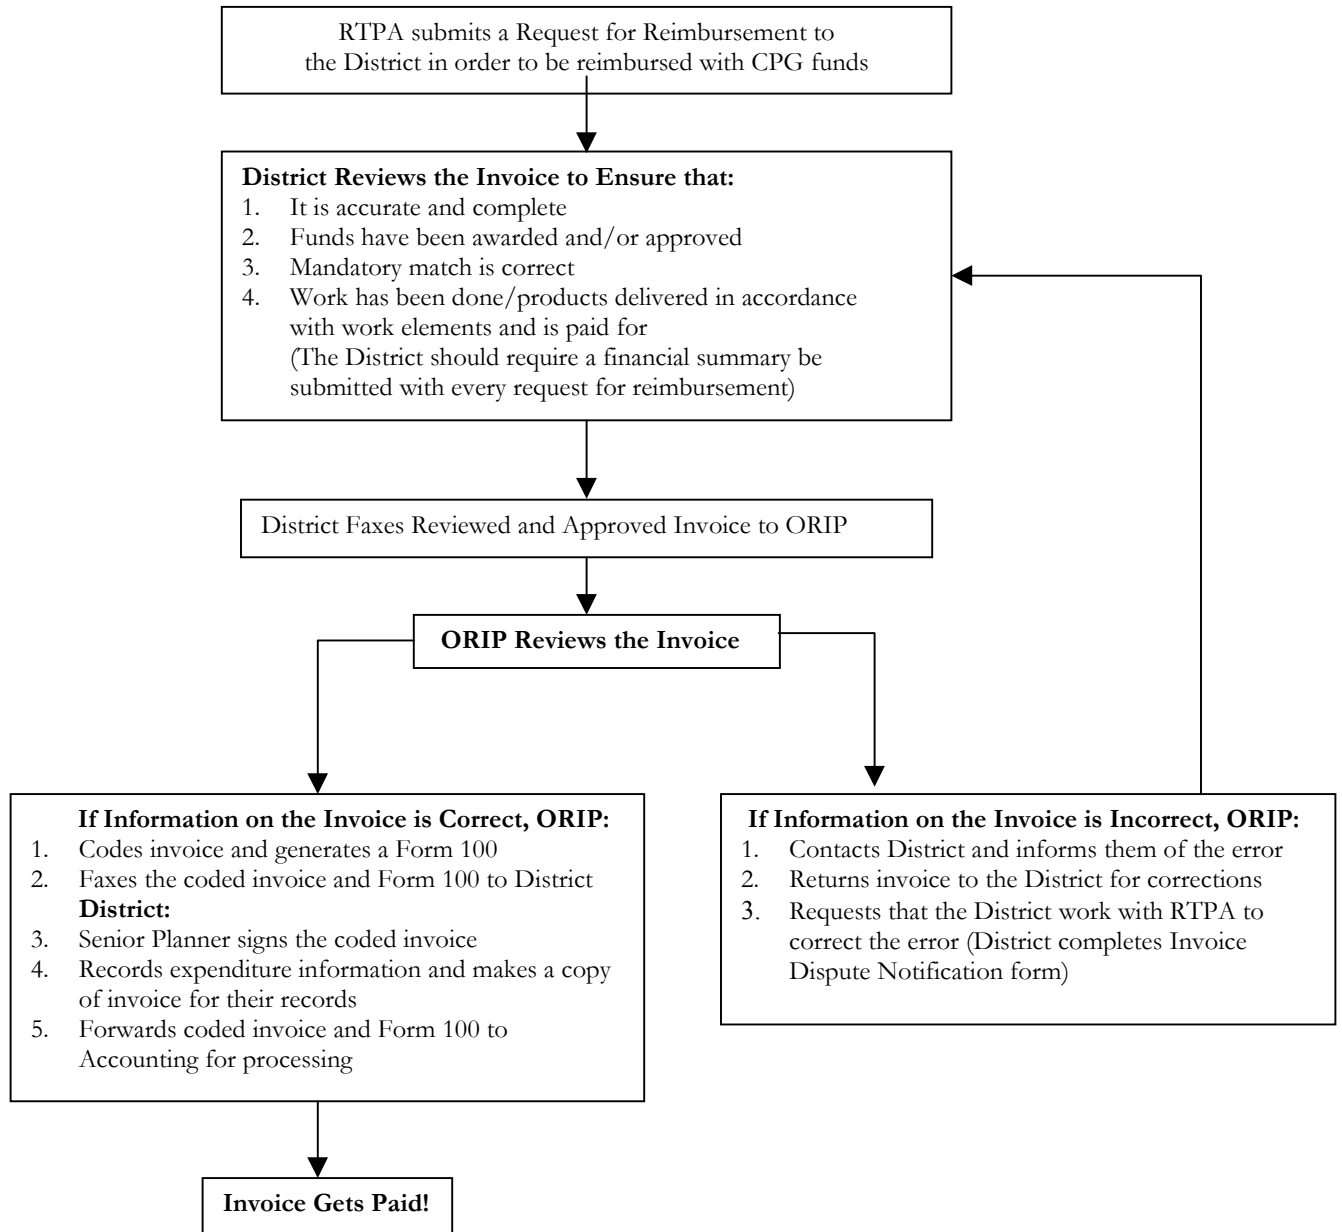 RTPA submits a Request for Reimbursement to
the District in order to be reimbursed with CPG funds
District Reviews the Invoice to Ensure that:
1. It is accurate and complete
2. Funds have been awarded and/or approved
3. Mandatory match is correct
4. Work has been done/products delivered in accordance
with work elements and is paid for
(The District should require a financial summary be
submitted with every request for reimbursement)
District Faxes Reviewed and Approved Invoice to ORIP
ORIP Reviews the Invoice
If Information on the Invoice is Correct, ORIP:
1. Codes invoice and generates a Form 100
2. Faxes the coded invoice and Form 100 to District
District:
3. Senior Planner signs the coded invoice
4. Records expenditure information and makes a copy
of invoice for their records
5. Forwards coded invoice and Form 100 to
Accounting for processing
If Information on the Invoice is Incorrect, ORIP:
1. Contacts District and informs them of the error
2. Returns invoice to the District for corrections
3. Requests that the District work with RTPA to
correct the error (District completes Invoice
Dispute Notification form)
Invoice Gets Paid!